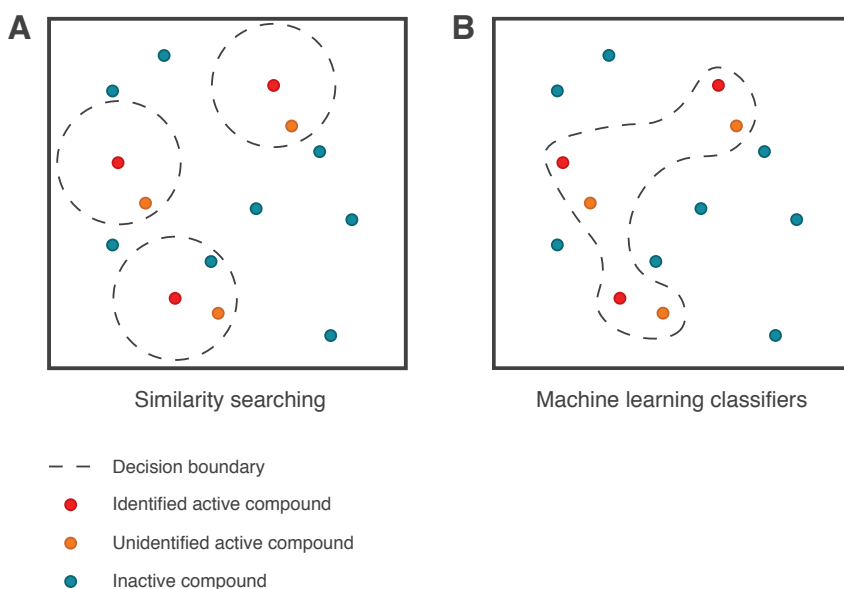 A
B
Similarity searching
Machine learning classifiers
Decision boundary
Identified active compound
Unidentified active compound
Inactive compound